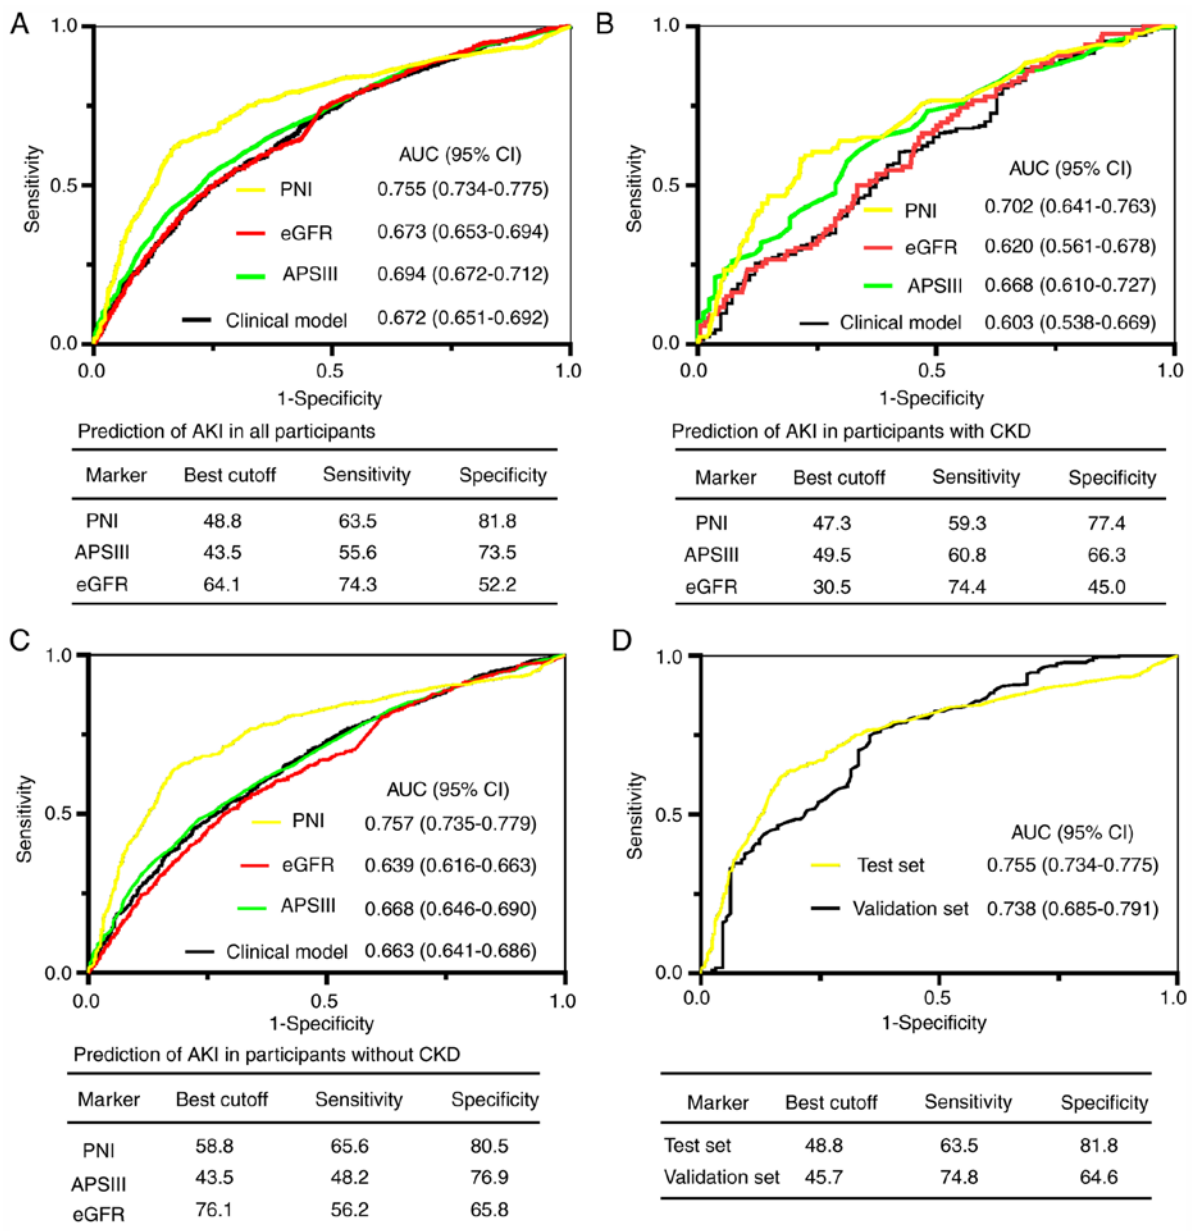 A
1.0
0.5
0.0
Sensitivity
AUC (95% CI)
PNI 0.755 (0.734-0.775)
eGFR 0.673 (0.653-0.694)
APSIII 0.694 (0.672-0.712)
Clinical model 0.672 (0.651-0.692)
0.0 0.5 1.0
1-Specificity
Prediction of AKI in all participants
Marker Best cutoff Sensitivity Specificity
PNI 48.8 63.5 81.8
APSIII 43.5 55.6 73.5
eGFR 64.1 74.3 52.2
B
1.0
0.5
0.0
Sensitivity
AUC (95% CI)
PNI 0.702 (0.641-0.763)
eGFR 0.620 (0.561-0.678)
APSIII 0.668 (0.610-0.727)
Clinical model 0.603 (0.538-0.669)
0.0 0.5 1.0
1-Specificity
Prediction of AKI in participants with CKD
Marker Best cutoff Sensitivity Specificity
PNI 47.3 59.3 77.4
APSIII 49.5 60.8 66.3
eGFR 30.5 74.4 45.0
C
1.0
0.5
0.0
Sensitivity
AUC (95% CI)
PNI 0.757 (0.735-0.779)
eGFR 0.639 (0.616-0.663)
APSIII 0.668 (0.646-0.690)
Clinical model 0.663 (0.641-0.686)
0.0 0.5 1.0
1-Specificity
Prediction of AKI in participants without CKD
Marker Best cutoff Sensitivity Specificity
PNI 58.8 65.6 80.5
APSIII 43.5 48.2 76.9
eGFR 76.1 56.2 65.8
D
1.0
0.5
0.0
Sensitivity
AUC (95% CI)
Test set 0.755 (0.734-0.775)
Validation set 0.738 (0.685-0.791)
0.0 0.5 1.0
1-Specificity
Marker Best cutoff Sensitivity Specificity
Test set 48.8 63.5 81.8
Validation set 45.7 74.8 64.6